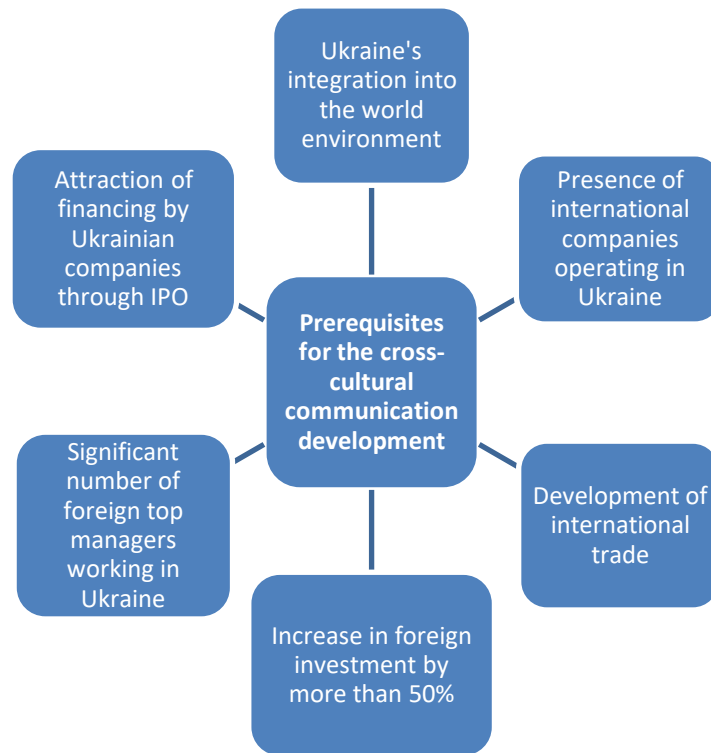 Ukraine's
integration into
the world
environment
Attraction of
financing by
Ukrainian
companies
through IPO
Presence of
international
companies
operating in
Ukraine
Prerequisites
for the cross-
cultural
communication
development
Significant
number of
foreign top
managers
working in
Ukraine
Development of
international
trade
Increase in foreign
investment by
more than 50%